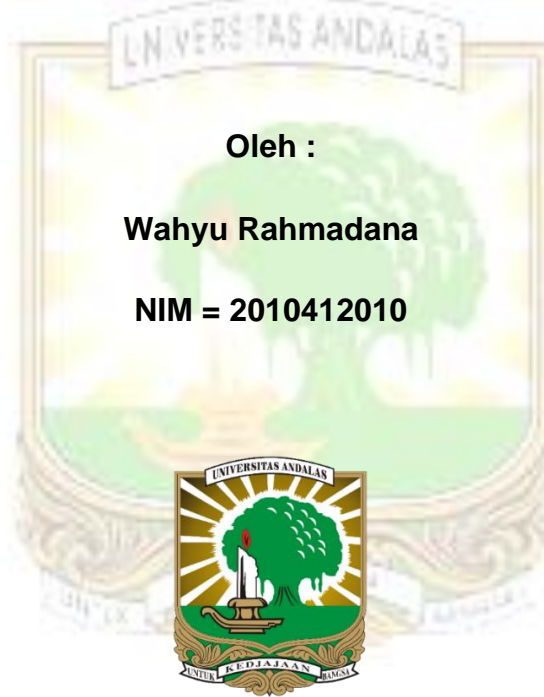 UNIVERSITAS ANDALAS
Oleh :
Wahyu Rahmadana
NIM = 2010412010
UNIVERSITAS ANDALAS
UNTUK KEDJAJAAN BANGSA